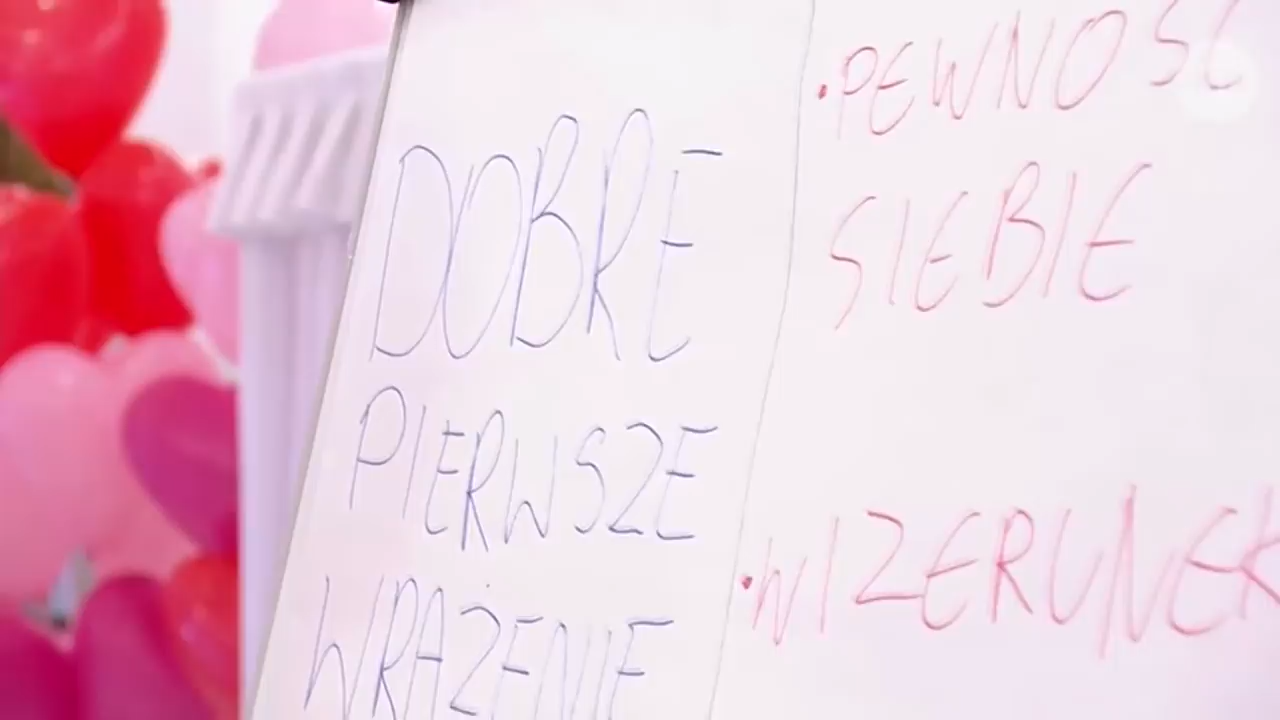 DOBRE
PIERWSZE
WRAŻENIE
·PEWNOŚĆ
SIEBIE
·WIZERUNEK